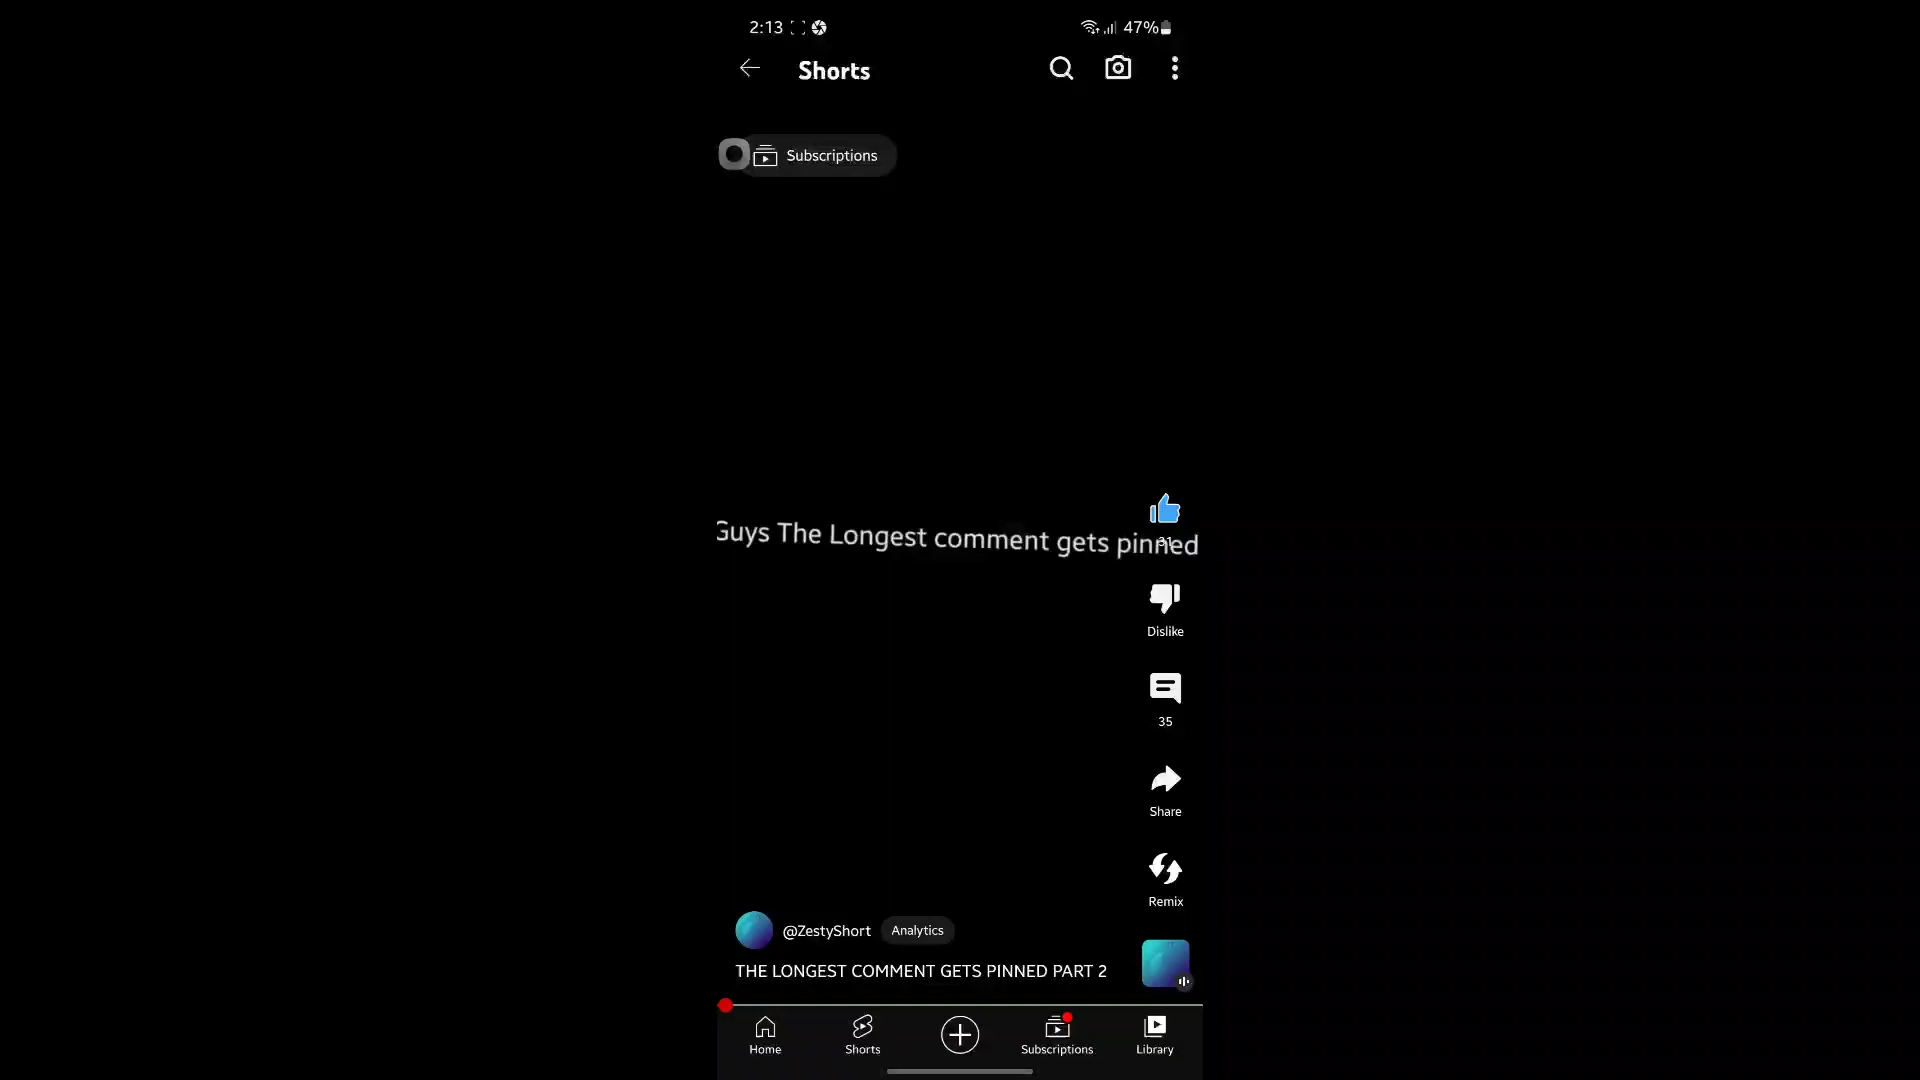 2:13 47%
Shorts
Subscriptions
Guys The Longest comment gets pinned
31
Dislike
35
Share
Remix
@ZestyShort Analytics
THE LONGEST COMMENT GETS PINNED PART 2
Home Shorts Subscriptions Library